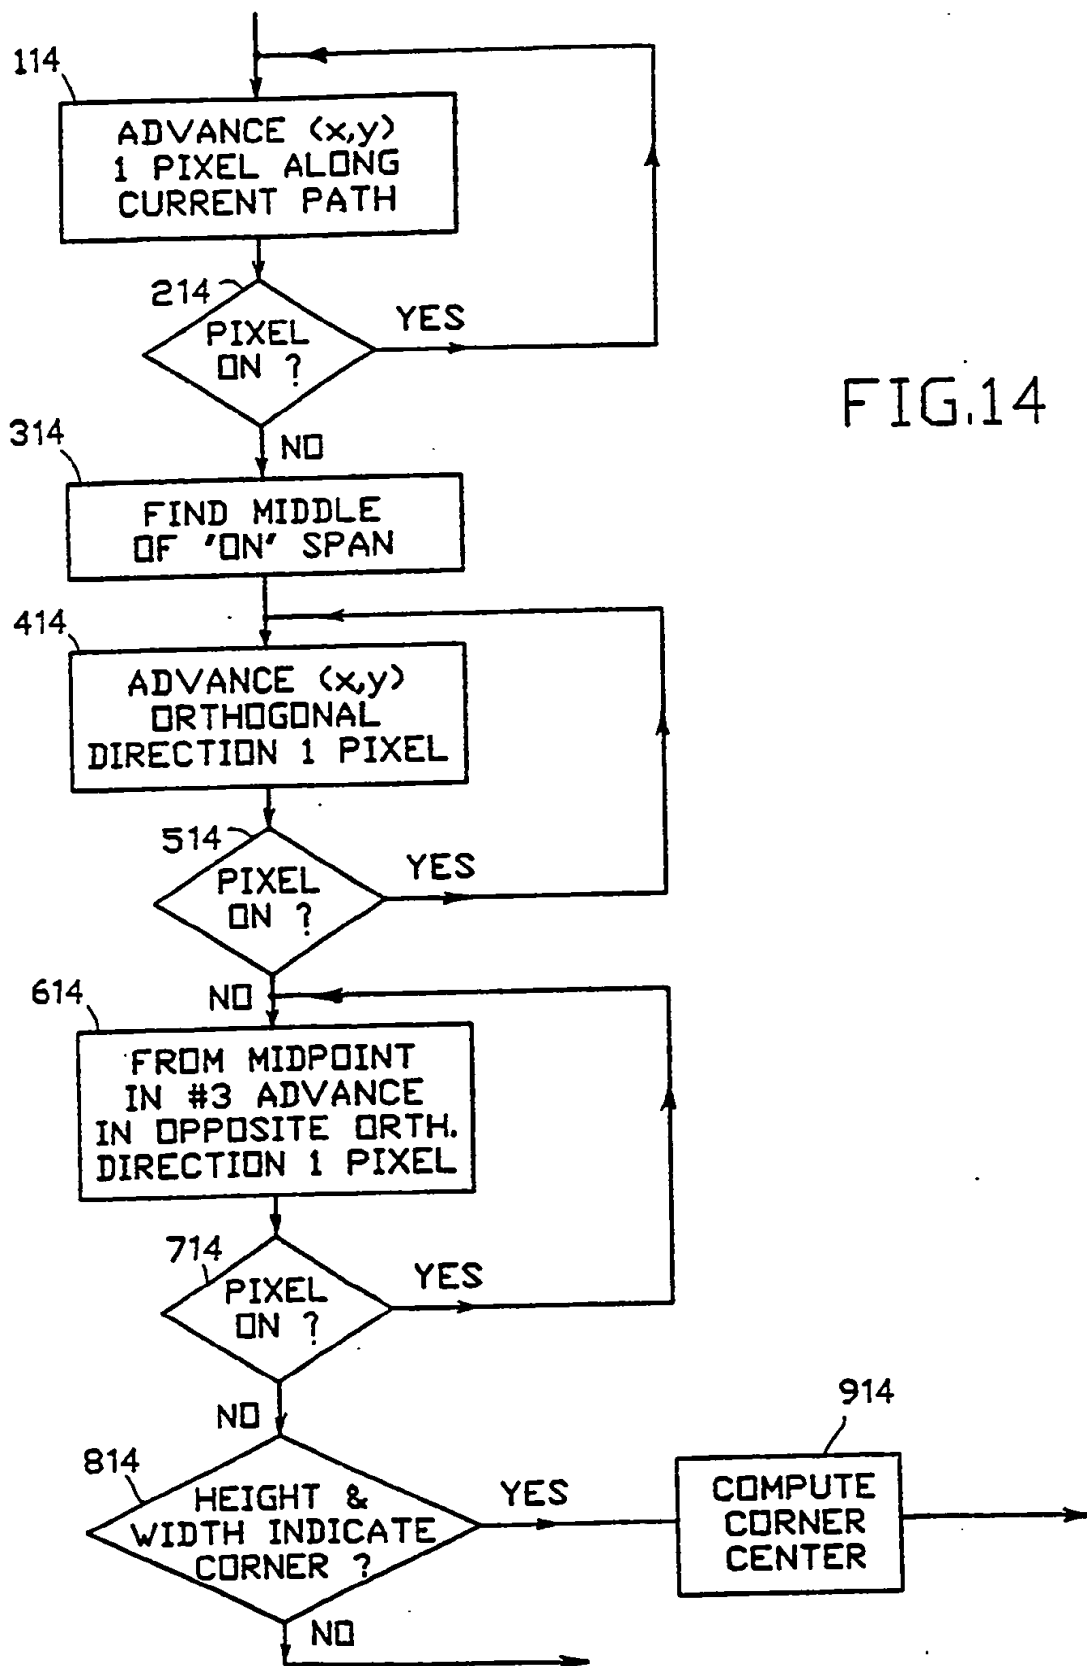 114
ADVANCE (x,y)
1 PIXEL ALONG
CURRENT PATH
214
PIXEL
ON ?
YES
FIG.14
NO
314
FIND MIDDLE
OF 'ON' SPAN
414
ADVANCE (x,y)
ORTHOGONAL
DIRECTION 1 PIXEL
514
PIXEL
ON ?
YES
NO
614
FROM MIDPOINT
IN #3 ADVANCE
IN OPPOSITE ORTH.
DIRECTION 1 PIXEL
714
PIXEL
ON ?
YES
NO
814
HEIGHT &
WIDTH INDICATE
CORNER ?
YES
914
COMPUTE
CORNER
CENTER
NO